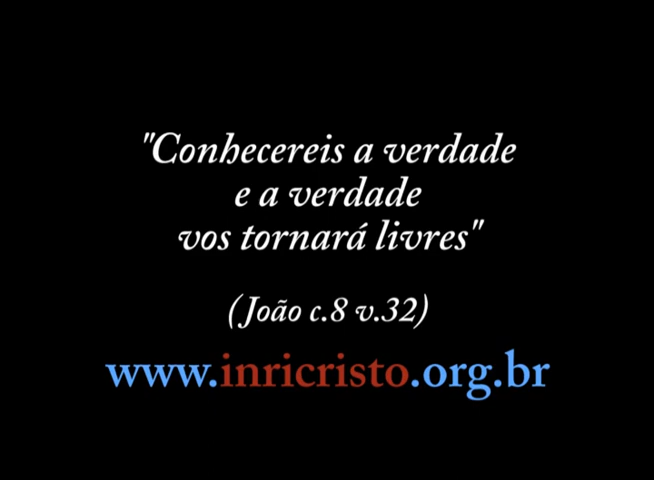 "Conhecereis a verdade
e a verdade
vos tornará livres"
(João c.8 v.32)
www.inricristo.org.br